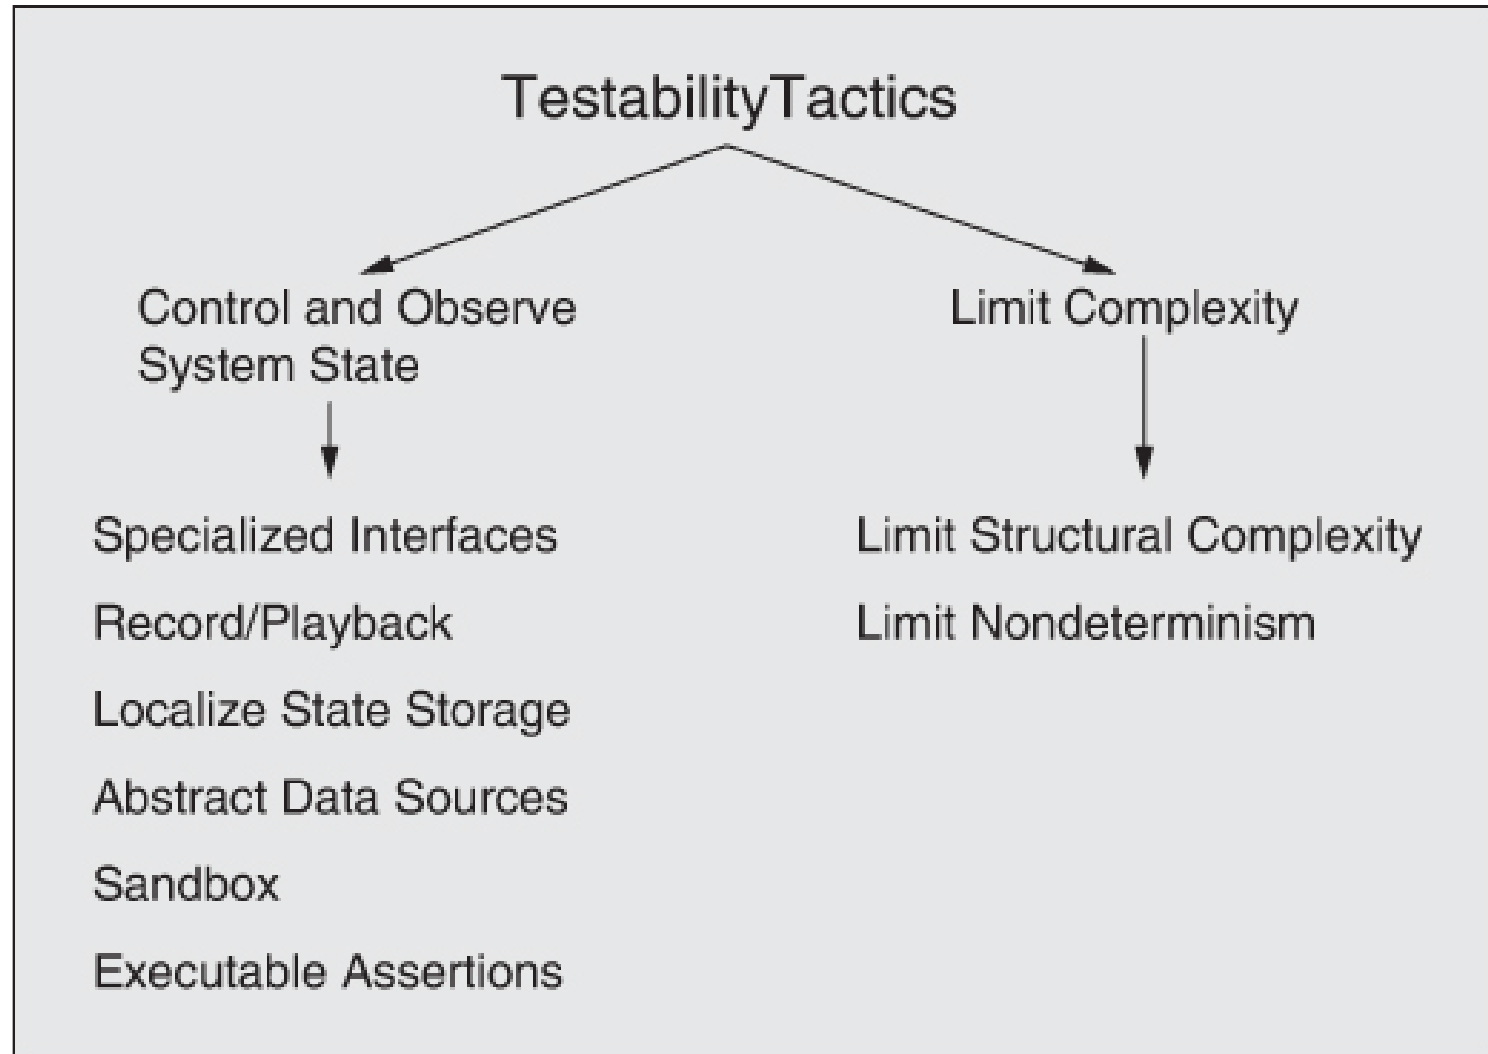 TestabilityTactics
Control and Observe
System State
Specialized Interfaces
Record/Playback
Localize State Storage
Abstract Data Sources
Sandbox
Executable Assertions
Limit Complexity
Limit Structural Complexity
Limit Nondeterminism